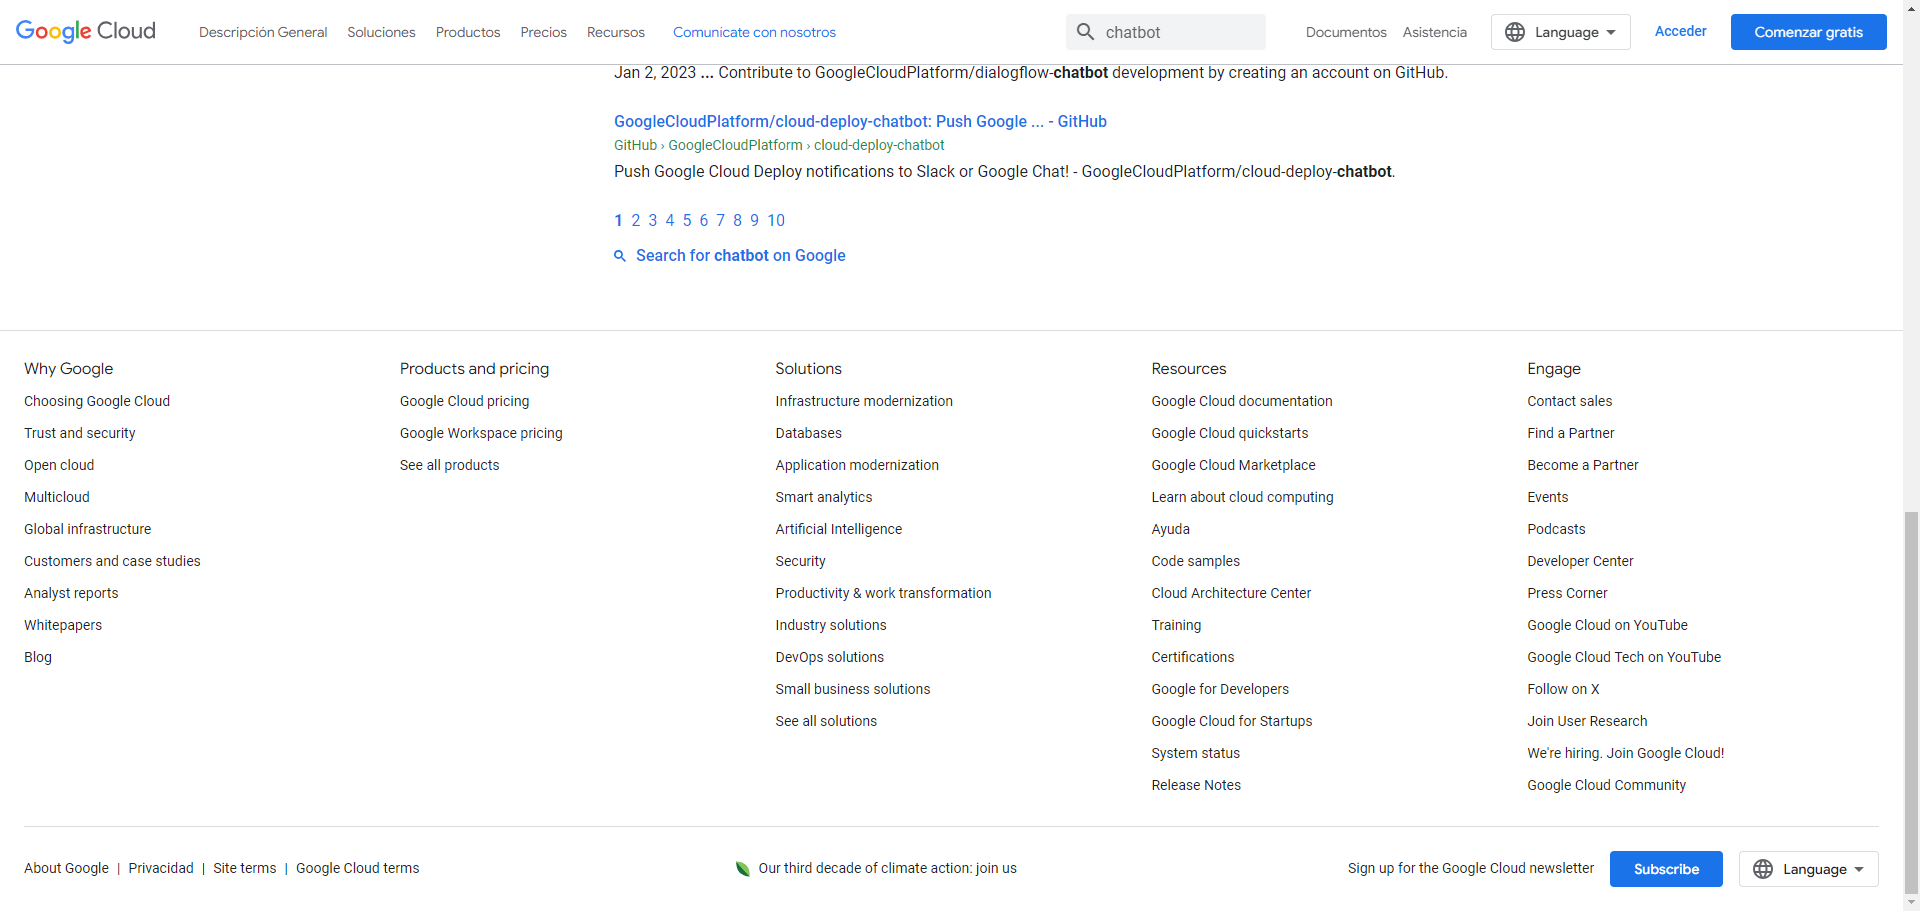 Google Cloud
Descripción General
Soluciones
Productos
Precios
Recursos
Comunícate con nosotros
chatbot
Documentos
Asistencia
Language
Acceder
Comenzar gratis
Jan 2, 2023 ... Contribute to GoogleCloudPlatform/dialogflow-chatbot development by creating an account on GitHub.
GoogleCloudPlatform/cloud-deploy-chatbot: Push Google ... - GitHub
GitHub › GoogleCloudPlatform › cloud-deploy-chatbot
Push Google Cloud Deploy notifications to Slack or Google Chat! - GoogleCloudPlatform/cloud-deploy-chatbot.
1 2 3 4 5 6 7 8 9 10
Search for chatbot on Google
Why Google
Choosing Google Cloud
Trust and security
Open cloud
Multicloud
Global infrastructure
Customers and case studies
Analyst reports
Whitepapers
Blog
Products and pricing
Google Cloud pricing
Google Workspace pricing
See all products
Solutions
Infrastructure modernization
Databases
Application modernization
Smart analytics
Artificial Intelligence
Security
Productivity & work transformation
Industry solutions
DevOps solutions
Small business solutions
See all solutions
Resources
Google Cloud documentation
Google Cloud quickstarts
Google Cloud Marketplace
Learn about cloud computing
Ayuda
Code samples
Cloud Architecture Center
Training
Certifications
Google for Developers
Google Cloud for Startups
System status
Release Notes
Engage
Contact sales
Find a Partner
Become a Partner
Events
Podcasts
Developer Center
Press Corner
Google Cloud on YouTube
Google Cloud Tech on YouTube
Follow on X
Join User Research
We're hiring. Join Google Cloud!
Google Cloud Community
About Google | Privacidad | Site terms | Google Cloud terms
Our third decade of climate action: join us
Sign up for the Google Cloud newsletter
Subscribe
Language